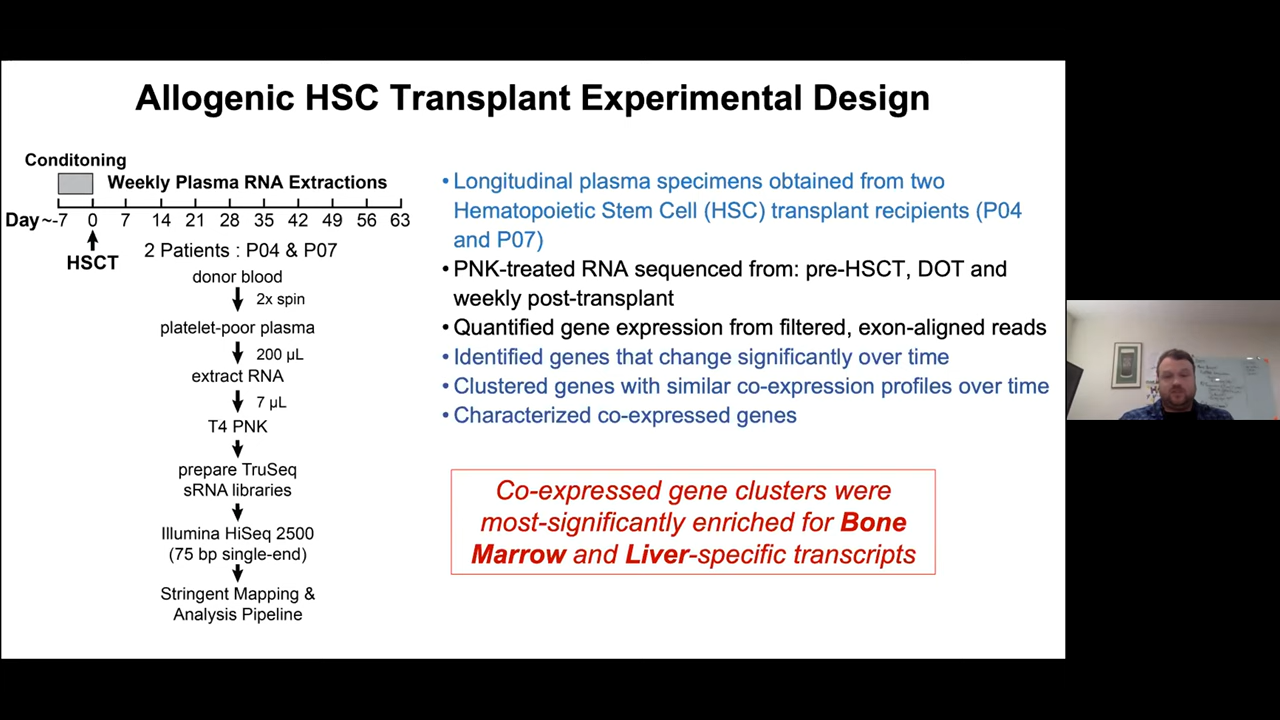 Allogenic HSC Transplant Experimental Design
Conditoning
Weekly Plasma RNA Extractions
Day ~-7 0 7 14 21 28 35 42 49 56 63
HSCT
2 Patients : P04 & P07
donor blood
2x spin
platelet-poor plasma
200 µL
extract RNA
7 µL
T4 PNK
prepare TruSeq
sRNA libraries
Illumina HiSeq 2500
(75 bp single-end)
Stringent Mapping &
Analysis Pipeline
• Longitudinal plasma specimens obtained from two
Hematopoietic Stem Cell (HSC) transplant recipients (P04
and P07)
• PNK-treated RNA sequenced from: pre-HSCT, DOT and
weekly post-transplant
• Quantified gene expression from filtered, exon-aligned reads
• Identified genes that change significantly over time
• Clustered genes with similar co-expression profiles over time
• Characterized co-expressed genes
Co-expressed gene clusters were
most-significantly enriched for Bone
Marrow and Liver-specific transcripts